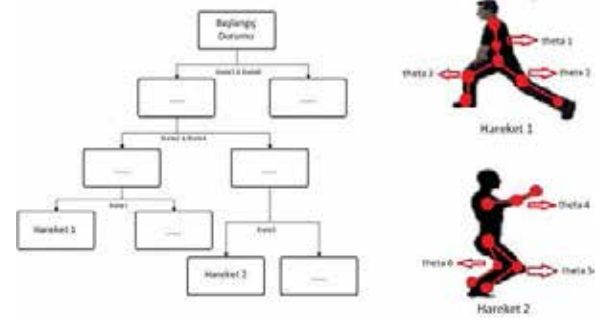 Başlangıç
Durumu
......
......
......
......
Hareket 1
......
Hareket 2
......
theta 1
theta 2
theta 3
Hareket 1
theta 4
theta 6
theta 5
Hareket 2